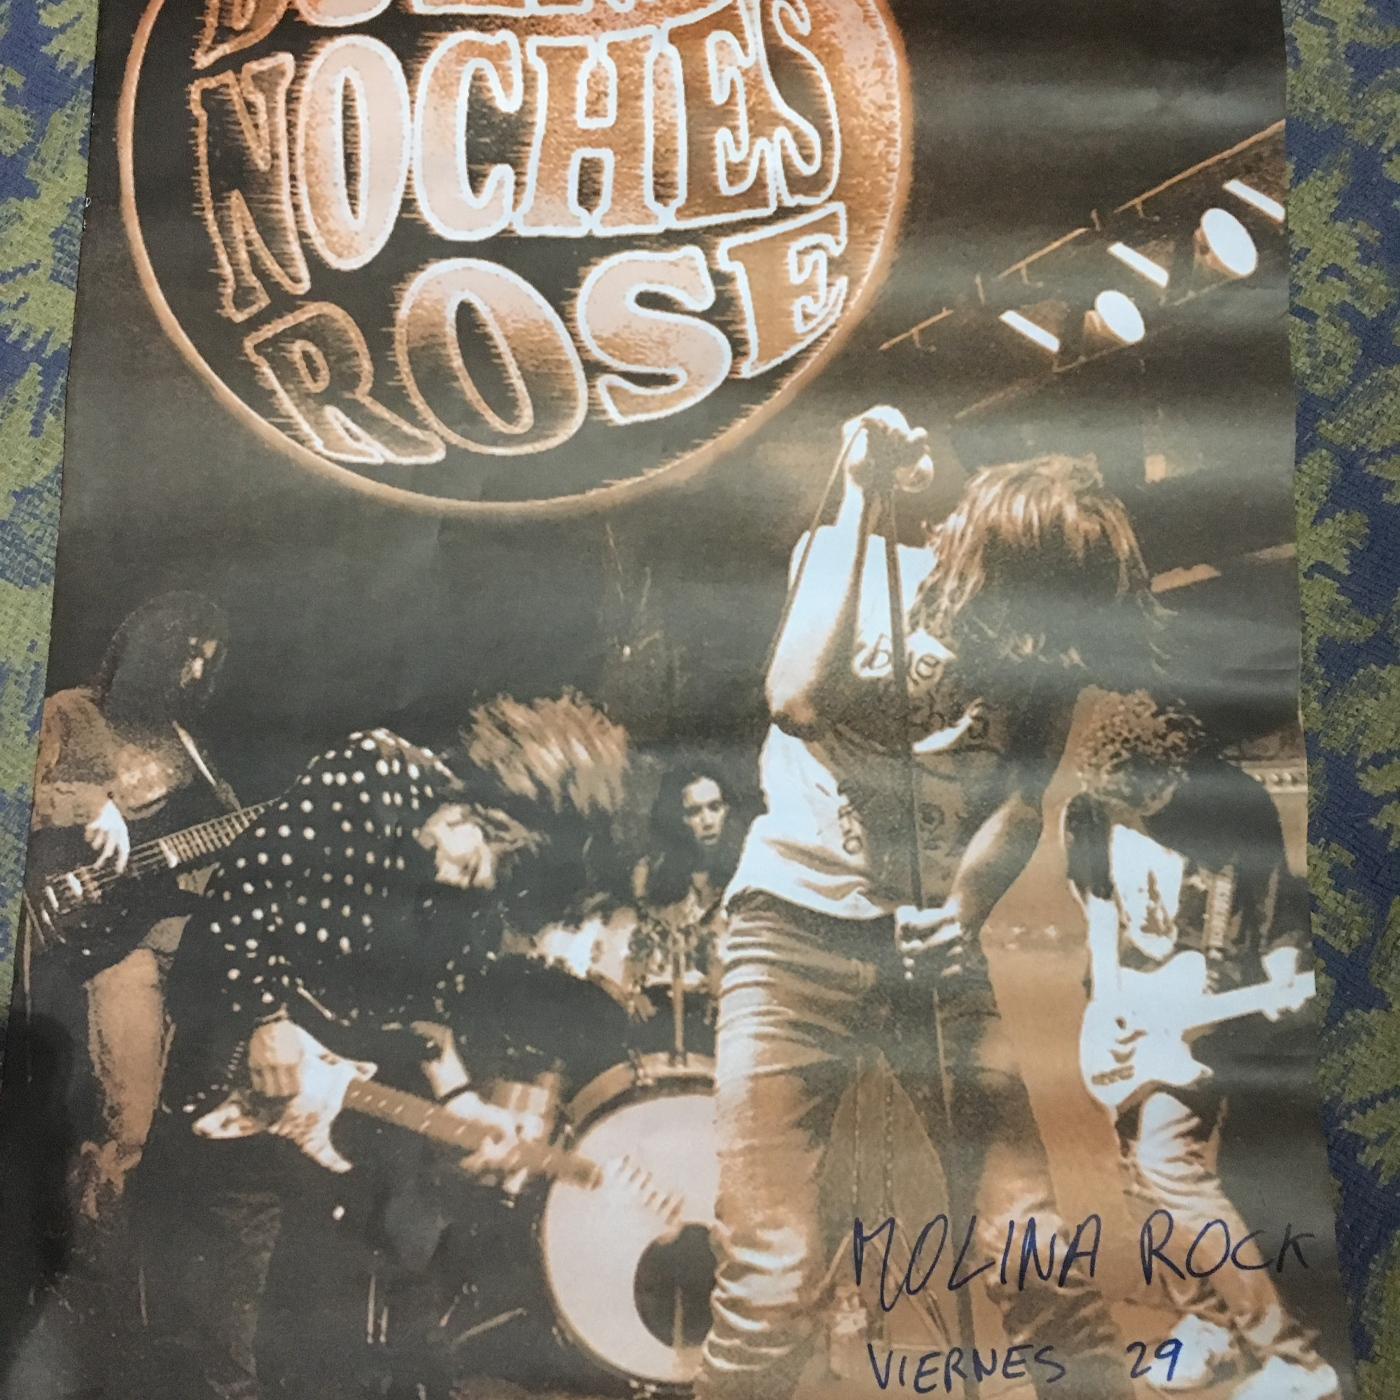 NOCHES
ROSE
MOLINA ROCK
VIERNES 29